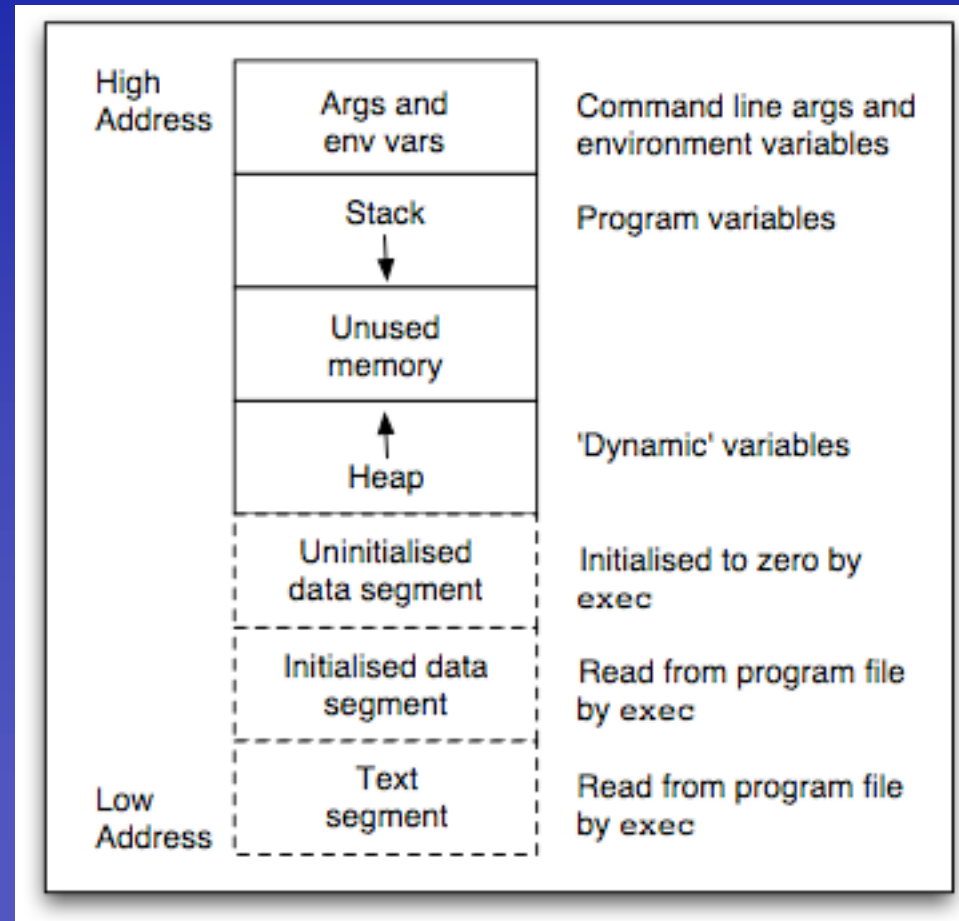 High
Address
Args and
env vars
Command line args and
environment variables
Stack
Program variables
Unused
memory
'Dynamic' variables
Heap
Uninitialised
data segment
Initialised to zero by
exec
Initialised data
segment
Read from program file
by exec
Low
Address
Text
segment
Read from program file
by exec